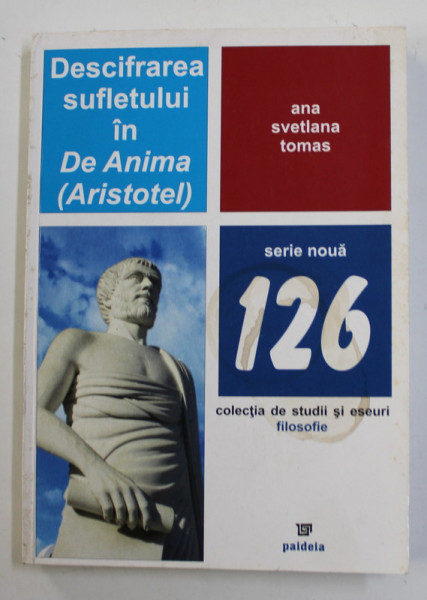 Descifrarea
sufletului
în
De Anima
(Aristotel)
ana
svetlana
tomas
serie nouă
126
colecția de studii și eseuri
filosofie
paideia